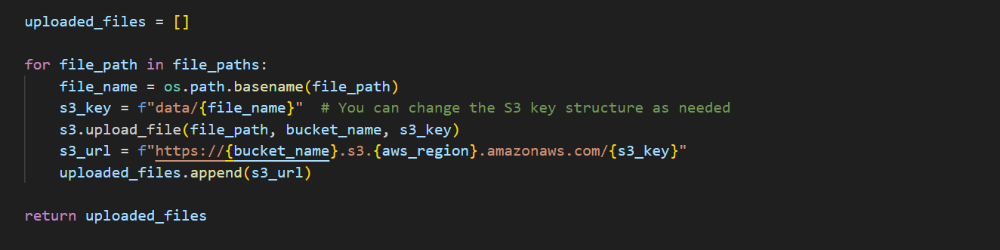 uploaded_files = []
for file_path in file_paths:
    file_name = os.path.basename(file_path)
    s3_key = f"data/{file_name}"  # You can change the S3 key structure as needed
    s3.upload_file(file_path, bucket_name, s3_key)
    s3_url = f"https://{bucket_name}.s3.{aws_region}.amazonaws.com/{s3_key}"
    uploaded_files.append(s3_url)
return uploaded_files